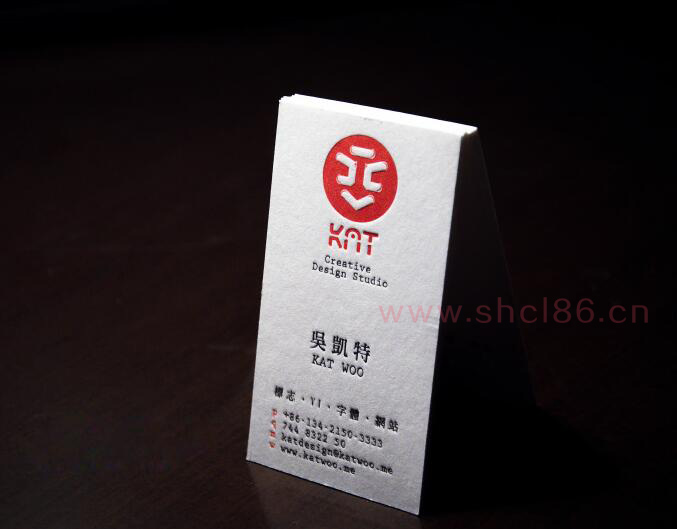 KAT
Creative
Design Studio
www.shcl86.cn
吳凱特
KAT WOO
標志·VI·字體·網站
+86-134-2150-3333
744 8322 50
katdesign@katwoo.me
www.katwoo.me